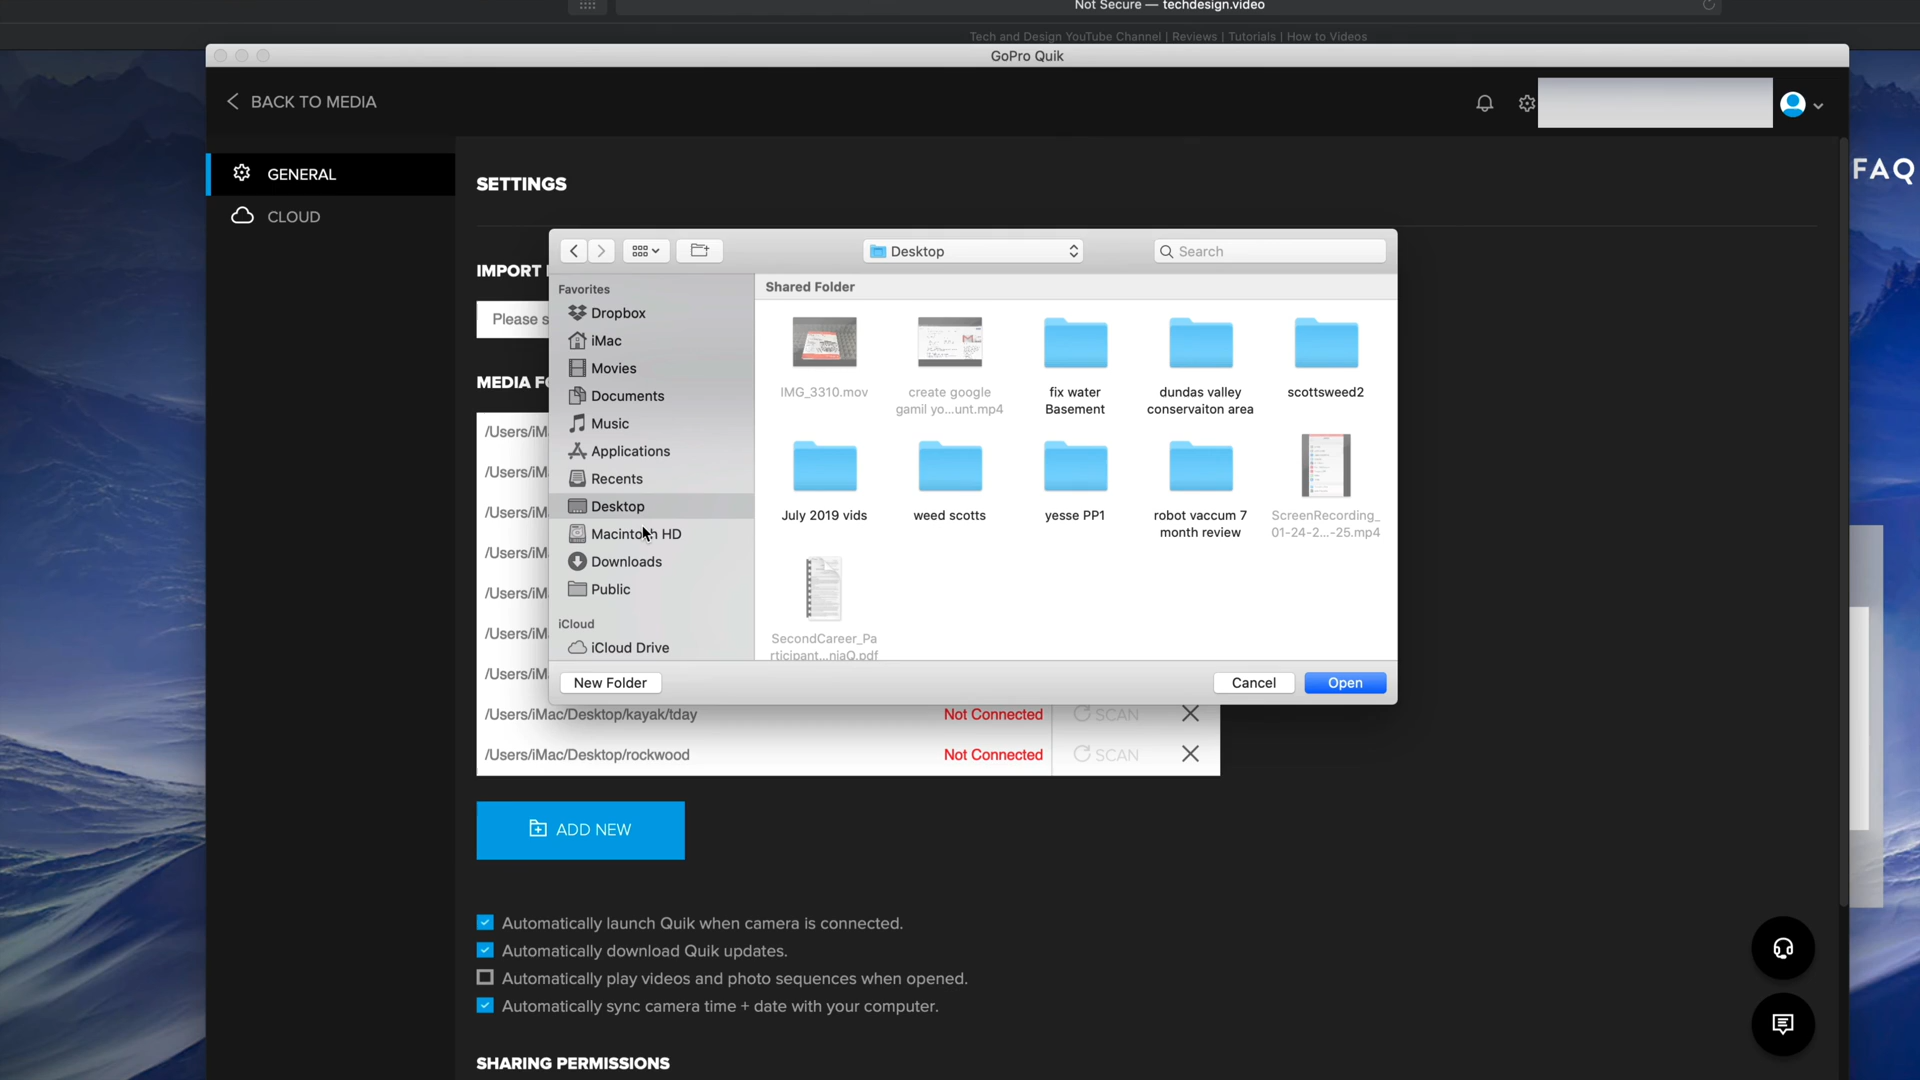 Not Secure — techdesign.video
Tech and Design YouTube Channel | Reviews | Tutorials | How to Videos
GoPro Quik
BACK TO MEDIA
FAQ
GENERAL
CLOUD
SETTINGS
IMPORT
Please s
MEDIA FO
/Users/iM
/Users/iM
/Users/iM
/Users/iM
/Users/iM
/Users/iM
/Users/iM
/Users/iMac/Desktop/kayak/tday Not Connected SCAN
/Users/iMac/Desktop/rockwood Not Connected SCAN
Desktop
Search
Favorites
Dropbox
iMac
Movies
Documents
Music
Applications
Recents
Desktop
Macintosh HD
Downloads
Public
iCloud
iCloud Drive
Shared Folder
IMG_3310.mov
create google
gamil yo...unt.mp4
fix water
Basement
dundas valley
conservaiton area
scottsweed2
July 2019 vids
weed scotts
yesse PP1
robot vaccum 7
month review
ScreenRecording_
01-24-2...-25.mp4
SecondCareer_Pa
rticipant...niaQ.pdf
New Folder
Cancel
Open
ADD NEW
Automatically launch Quik when camera is connected.
Automatically download Quik updates.
Automatically play videos and photo sequences when opened.
Automatically sync camera time + date with your computer.
SHARING PERMISSIONS